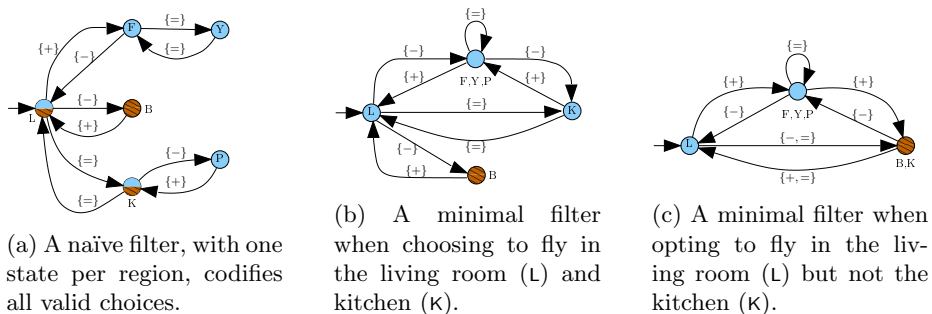 {+}
F
{=}
Y
{−}
{=}
L
{−}
B
{+}
{=}
{−}
P
{=}
K
{+}
(a) A naïve filter, with one
state per region, codifies
all valid choices.
{=}
{−}
{−}
{+}
F,Y,P
{+}
L
{=}
K
{−}
{=}
{+}
B
(b) A minimal filter
when choosing to fly in
the living room (L) and
kitchen (K).
{=}
{+}
{+}
{−}
F,Y,P
{−}
L
{−,=}
B,K
{+,=}
(c) A minimal filter when
opting to fly in the liv-
ing room (L) but not the
kitchen (K).